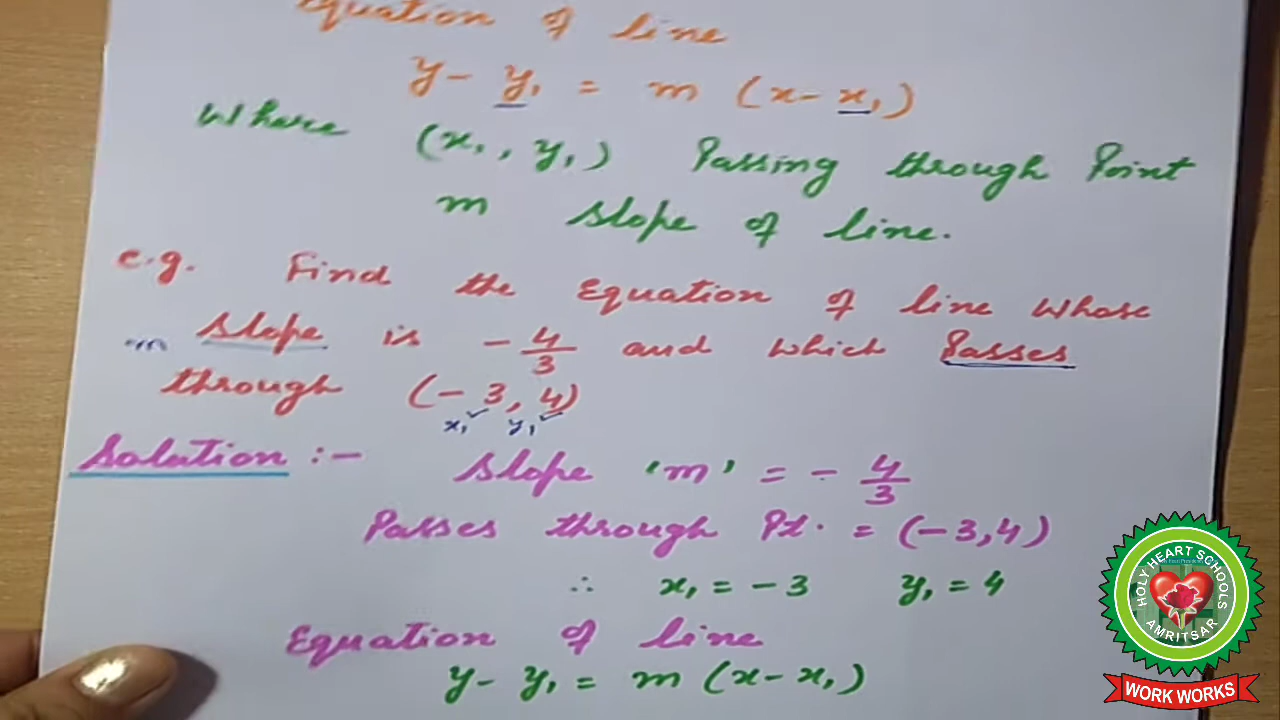 Equation of line
y - y₁ = m (x - x₁)
Where (x₁, y₁) Passing through Point
m Slope of line.
e.g. Find the Equation of line whose
m Slope is - 4/3 and which Passes
through (-3, 4)
x₁ y₁
Solution :- Slope 'm' = - 4/3
Passes through Pt. = (-3,4)
∴ x₁ = -3 y₁ = 4
Equation of line
y - y₁ = m (x - x₁)
HOLY HEART SCHOOLS
AMRITSAR
WORK WORKS